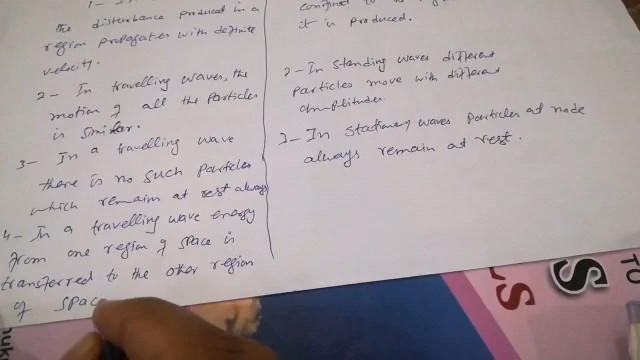 the disturbance produced in a
region propagates with definite
velocity.
2- In travelling waves, the
motion of all the particles
is similar.
3- In a travelling wave
there is no such particles
which remain at rest always
4- In a travelling wave energy
from one region of space is
transferred to the other region
of space
confined to
it is produced.
2- In standing waves different
particles move with different
amplitudes.
3- In stationary waves particles at node
always remain at rest.
TO
LS
S